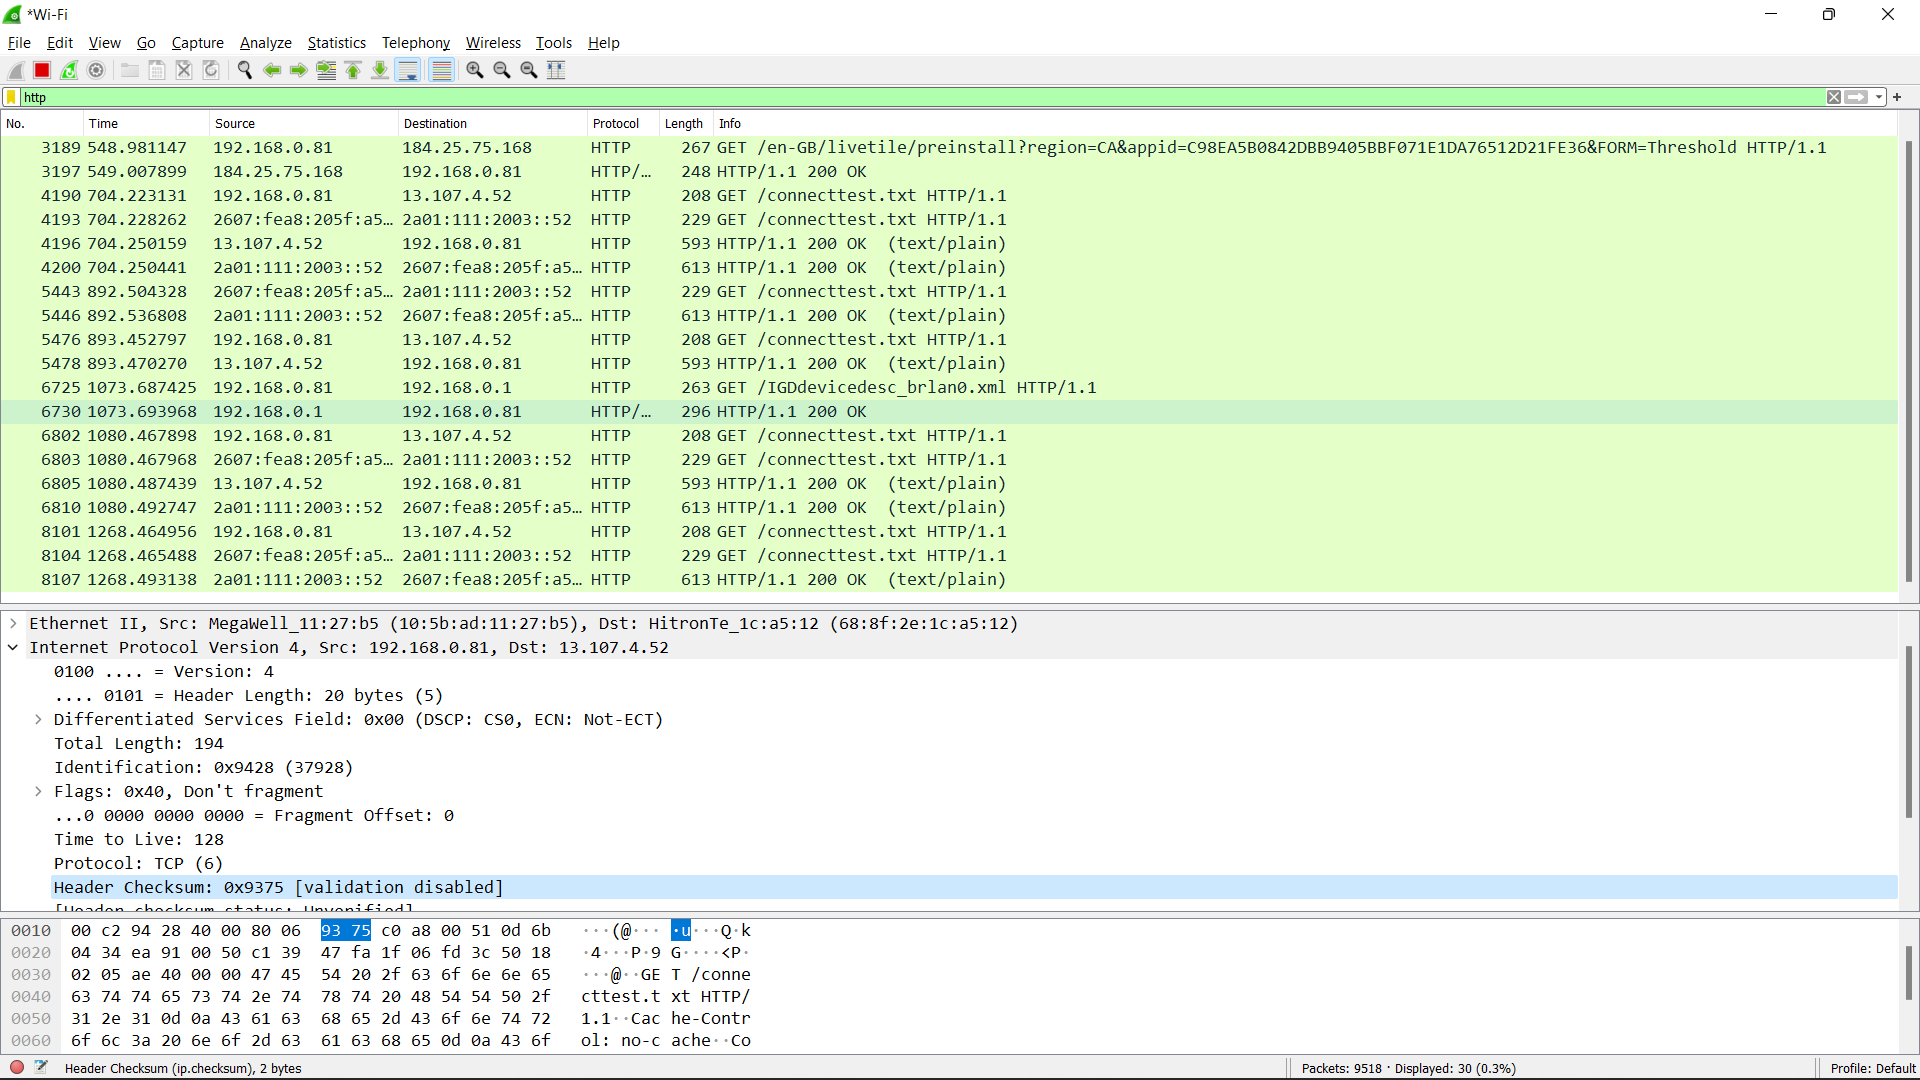 *Wi-Fi
File Edit View Go Capture Analyze Statistics Telephony Wireless Tools Help
http
No. Time Source Destination Protocol Length Info
3189 548.981147 192.168.0.81 184.25.75.168 HTTP 267 GET /en-GB/livetile/preinstall?region=CA&appid=C98EA5B0842DBB9405BBF071E1DA76512D21FE36&FORM=Threshold HTTP/1.1
3197 549.007899 184.25.75.168 192.168.0.81 HTTP/… 248 HTTP/1.1 200 OK
4190 704.223131 192.168.0.81 13.107.4.52 HTTP 208 GET /connecttest.txt HTTP/1.1
4193 704.228262 2607:fea8:205f:a5… 2a01:111:2003::52 HTTP 229 GET /connecttest.txt HTTP/1.1
4196 704.250159 13.107.4.52 192.168.0.81 HTTP 593 HTTP/1.1 200 OK (text/plain)
4200 704.250441 2a01:111:2003::52 2607:fea8:205f:a5… HTTP 613 HTTP/1.1 200 OK (text/plain)
5443 892.504328 2607:fea8:205f:a5… 2a01:111:2003::52 HTTP 229 GET /connecttest.txt HTTP/1.1
5446 892.536808 2a01:111:2003::52 2607:fea8:205f:a5… HTTP 613 HTTP/1.1 200 OK (text/plain)
5476 893.452797 192.168.0.81 13.107.4.52 HTTP 208 GET /connecttest.txt HTTP/1.1
5478 893.470270 13.107.4.52 192.168.0.81 HTTP 593 HTTP/1.1 200 OK (text/plain)
6725 1073.687425 192.168.0.81 192.168.0.1 HTTP 263 GET /IGDdevicedesc_brlan0.xml HTTP/1.1
6730 1073.693968 192.168.0.1 192.168.0.81 HTTP/… 296 HTTP/1.1 200 OK
6802 1080.467898 192.168.0.81 13.107.4.52 HTTP 208 GET /connecttest.txt HTTP/1.1
6803 1080.467968 2607:fea8:205f:a5… 2a01:111:2003::52 HTTP 229 GET /connecttest.txt HTTP/1.1
6805 1080.487439 13.107.4.52 192.168.0.81 HTTP 593 HTTP/1.1 200 OK (text/plain)
6810 1080.492747 2a01:111:2003::52 2607:fea8:205f:a5… HTTP 613 HTTP/1.1 200 OK (text/plain)
8101 1268.464956 192.168.0.81 13.107.4.52 HTTP 208 GET /connecttest.txt HTTP/1.1
8104 1268.465488 2607:fea8:205f:a5… 2a01:111:2003::52 HTTP 229 GET /connecttest.txt HTTP/1.1
8107 1268.493138 2a01:111:2003::52 2607:fea8:205f:a5… HTTP 613 HTTP/1.1 200 OK (text/plain)
Ethernet II, Src: MegaWell_11:27:b5 (10:5b:ad:11:27:b5), Dst: HitronTe_1c:a5:12 (68:8f:2e:1c:a5:12)
Internet Protocol Version 4, Src: 192.168.0.81, Dst: 13.107.4.52
0100 .... = Version: 4
.... 0101 = Header Length: 20 bytes (5)
Differentiated Services Field: 0x00 (DSCP: CS0, ECN: Not-ECT)
Total Length: 194
Identification: 0x9428 (37928)
Flags: 0x40, Don't fragment
...0 0000 0000 0000 = Fragment Offset: 0
Time to Live: 128
Protocol: TCP (6)
Header Checksum: 0x9375 [validation disabled]
[Header checksum status: Unverified]
0010 00 c2 94 28 40 00 80 06 93 75 c0 a8 00 51 0d 6b ···(@··· ·u···Q·k
0020 04 34 ea 91 00 50 c1 39 47 fa 1f 06 fd 3c 50 18 ·4···P·9 G····<P·
0030 02 05 ae 40 00 00 47 45 54 20 2f 63 6f 6e 6e 65 ···@··GE T /conne
0040 63 74 74 65 73 74 2e 74 78 74 20 48 54 54 50 2f cttest.t xt HTTP/
0050 31 2e 31 0d 0a 43 61 63 68 65 2d 43 6f 6e 74 72 1.1··Cac he-Contr
0060 6f 6c 3a 20 6e 6f 2d 63 61 63 68 65 0d 0a 43 6f ol: no-c ache··Co
Header Checksum (ip.checksum), 2 bytes Packets: 9518 · Displayed: 30 (0.3%) Profile: Default